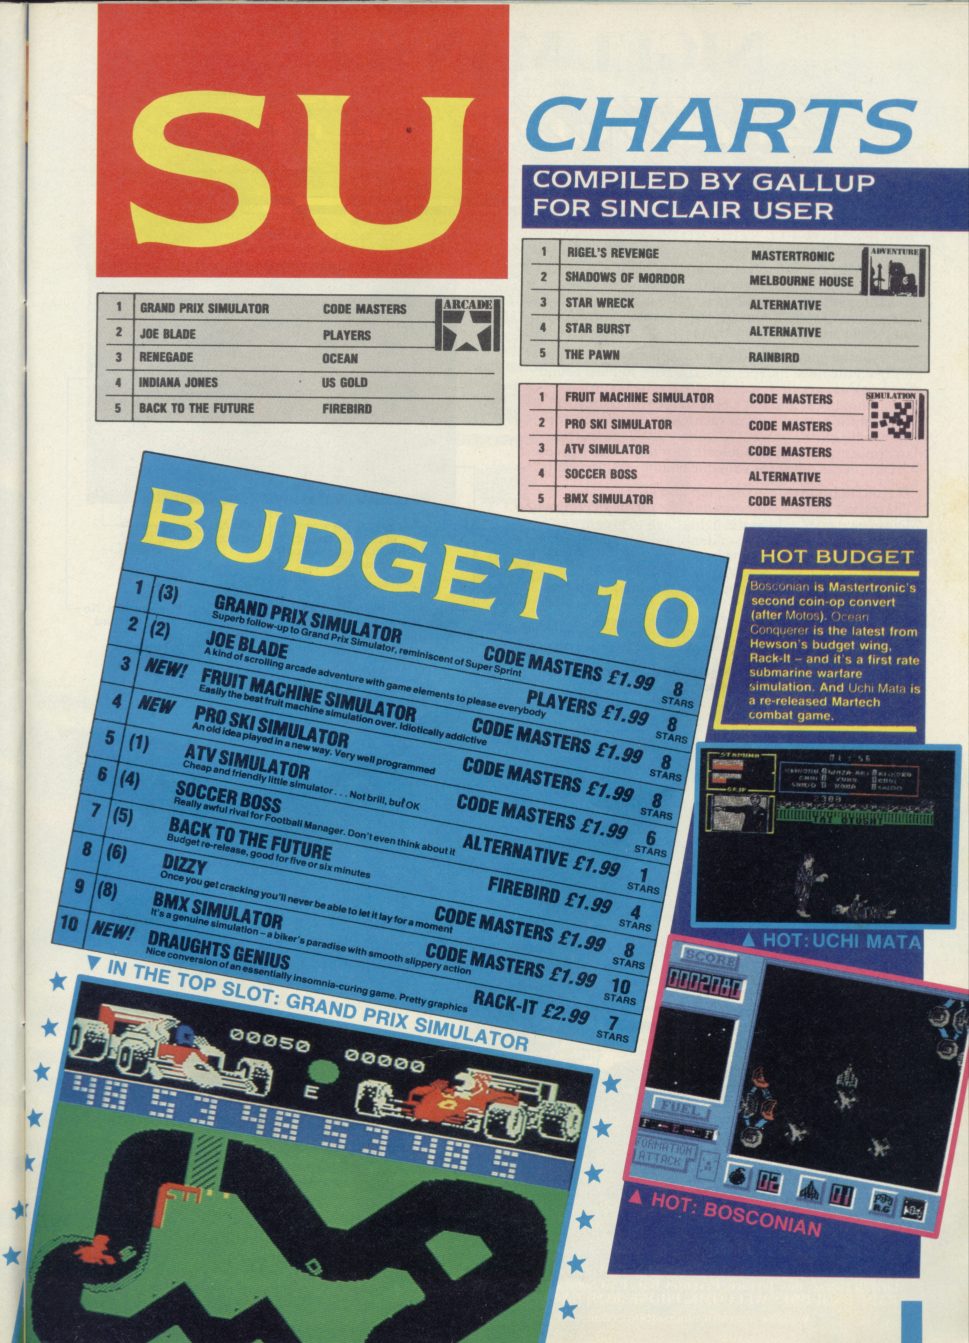 SU
CHARTS
COMPILED BY GALLUP
FOR SINCLAIR USER
ARCADE
1 GRAND PRIX SIMULATOR CODE MASTERS
2 JOE BLADE PLAYERS
3 RENEGADE OCEAN
4 INDIANA JONES US GOLD
5 BACK TO THE FUTURE FIREBIRD
ADVENTURE
1 RIGEL'S REVENGE MASTERTRONIC
2 SHADOWS OF MORDOR MELBOURNE HOUSE
3 STAR WRECK ALTERNATIVE
4 STAR BURST ALTERNATIVE
5 THE PAWN RAINBIRD
SIMULATION
1 FRUIT MACHINE SIMULATOR CODE MASTERS
2 PRO SKI SIMULATOR CODE MASTERS
3 ATV SIMULATOR CODE MASTERS
4 SOCCER BOSS ALTERNATIVE
5 BMX SIMULATOR CODE MASTERS
BUDGET 10
1 (3) GRAND PRIX SIMULATOR CODE MASTERS £1.99 8 STARS
Superb follow-up to Grand Prix Simulator, reminiscent of Super Sprint
2 (2) JOE BLADE PLAYERS £1.99 8 STARS
A kind of scrolling arcade adventure with game elements to please everybody
3 NEW! FRUIT MACHINE SIMULATOR CODE MASTERS £1.99 8 STARS
Easily the best fruit machine simulation over. Idiotically addictive
4 NEW PRO SKI SIMULATOR CODE MASTERS £1.99 8 STARS
An old idea played in a new way. Very well programmed
5 (1) ATV SIMULATOR CODE MASTERS £1.99 6 STARS
Cheap and friendly little simulator . . . Not brill, but OK
6 (4) SOCCER BOSS ALTERNATIVE £1.99 1 STARS
Really awful rival for Football Manager. Don't even think about it
7 (5) BACK TO THE FUTURE FIREBIRD £1.99 4 STARS
Budget re-release, good for five or six minutes
8 (6) DIZZY CODE MASTERS £1.99 8 STARS
Once you get cracking you'll never be able to let it lay for a moment
9 (8) BMX SIMULATOR CODE MASTERS £1.99 10 STARS
It's a genuine simulation – a biker's paradise with smooth slippery action
10 NEW! DRAUGHTS GENIUS RACK-IT £2.99 7 STARS
Nice conversion of an essentially insomnia-curing game. Pretty graphics
▼ IN THE TOP SLOT: GRAND PRIX SIMULATOR
00050 00000
E
HOT BUDGET
Bosconian is Mastertronic's
second coin-op convert
(after Motos). Ocean
Conquerer is the latest from
Hewson's budget wing,
Rack-It – and it's a first rate
submarine warfare
simulation. And Uchi Mata is
a re-released Martech
combat game.
STAMINA
GRIP
▲ HOT: UCHI MATA
SCORE
0002080
FUEL
E F
FORMATION
ATTACK
02 01
▲ HOT: BOSCONIAN